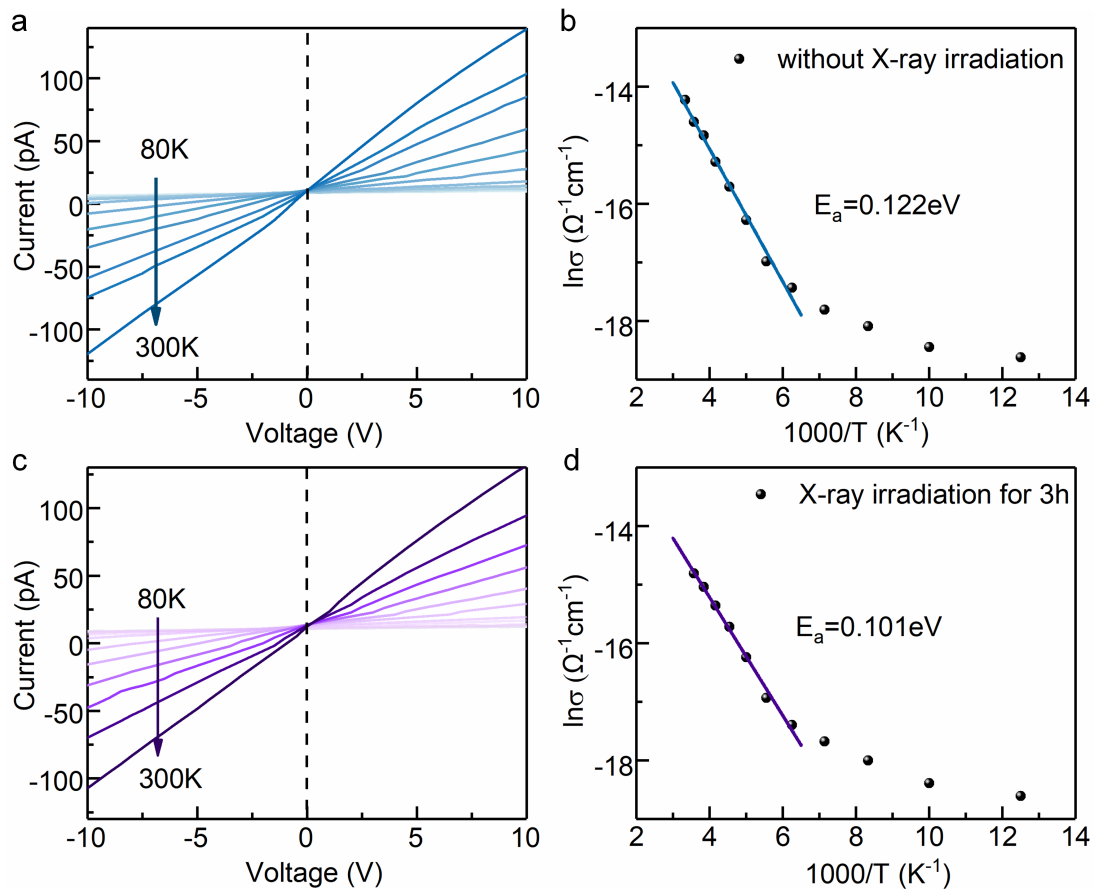 a
100
50
0
-50
-100
Current (pA)
80K
300K
-10
-5
0
5
10
Voltage (V)
b
without X-ray irradiation
-14
-16
-18
lnσ (Ω-1cm-1)
Ea=0.122eV
2
4
6
8
10
12
14
1000/T (K-1)
c
100
50
0
-50
-100
Current (pA)
80K
300K
-10
-5
0
5
10
Voltage (V)
d
X-ray irradiation for 3h
-14
-16
-18
lnσ (Ω-1cm-1)
Ea=0.101eV
2
4
6
8
10
12
14
1000/T (K-1)